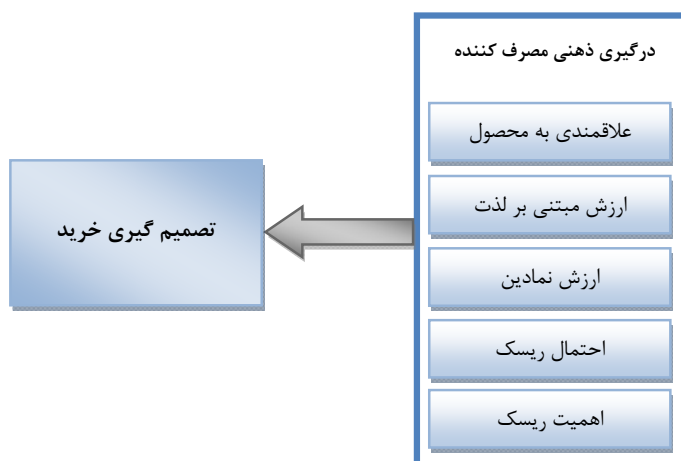 درگیری ذهنی مصرف کننده
علاقمندی به محصول
ارزش مبتنی بر لذت
ارزش نمادین
احتمال ریسک
اهمیت ریسک
تصمیم گیری خرید